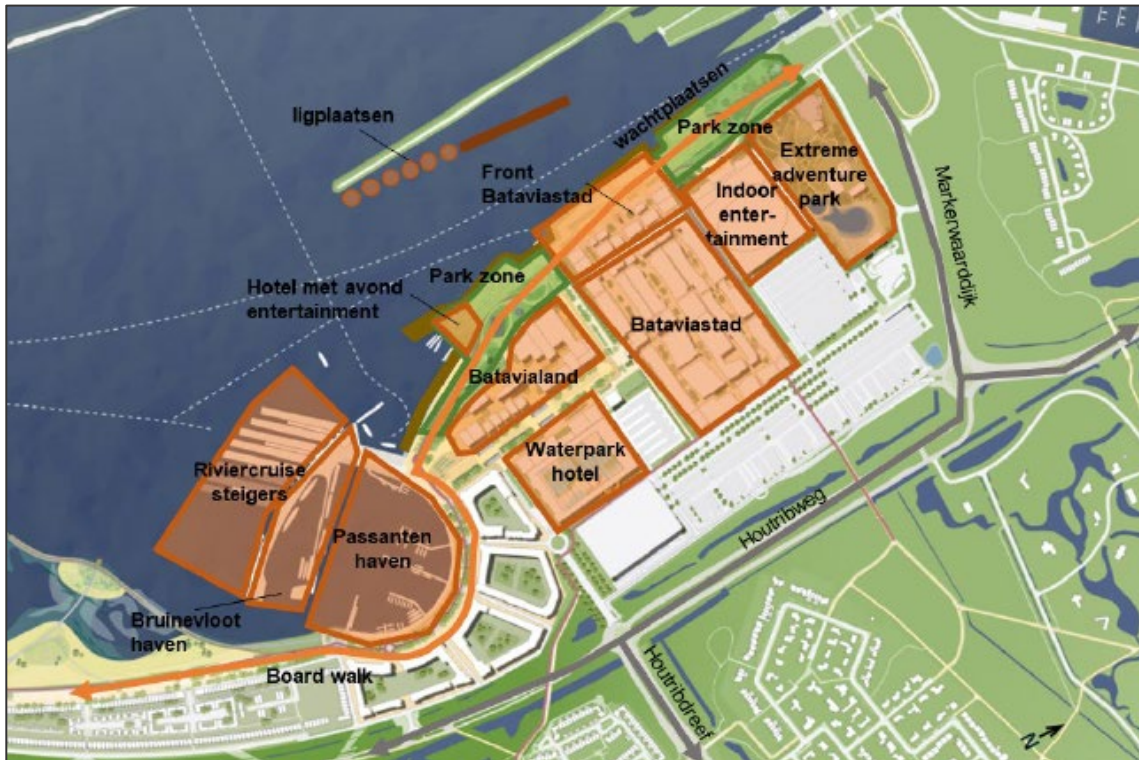 ligplaatsen
wachtplaatsen
Park zone
Extreme
adventure
park
Front
Bataviastad
Indoor
enter-
tainment
Markerwaarddijk
Park zone
Hotel met avond
entertainment
Bataviastad
Batavialand
Waterpark
hotel
Riviercruise
steigers
Passanten
haven
Houtribweg
Bruinevloot
haven
Board walk
Houtribdreef
N